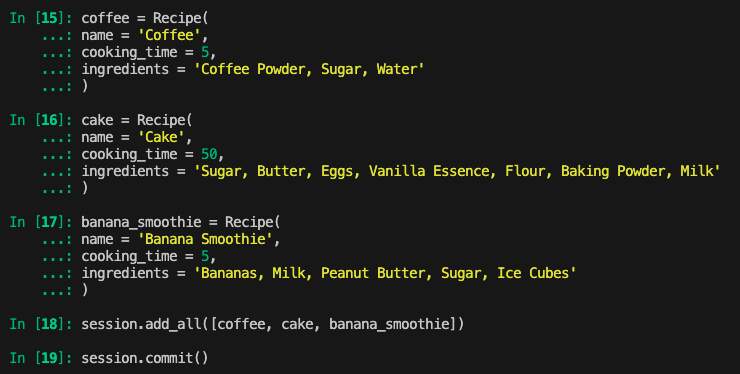 In [15]: coffee = Recipe(
    ...: name = 'Coffee',
    ...: cooking_time = 5,
    ...: ingredients = 'Coffee Powder, Sugar, Water'
    ...: )
In [16]: cake = Recipe(
    ...: name = 'Cake',
    ...: cooking_time = 50,
    ...: ingredients = 'Sugar, Butter, Eggs, Vanilla Essence, Flour, Baking Powder, Milk'
    ...: )
In [17]: banana_smoothie = Recipe(
    ...: name = 'Banana Smoothie',
    ...: cooking_time = 5,
    ...: ingredients = 'Bananas, Milk, Peanut Butter, Sugar, Ice Cubes'
    ...: )
In [18]: session.add_all([coffee, cake, banana_smoothie])
In [19]: session.commit()